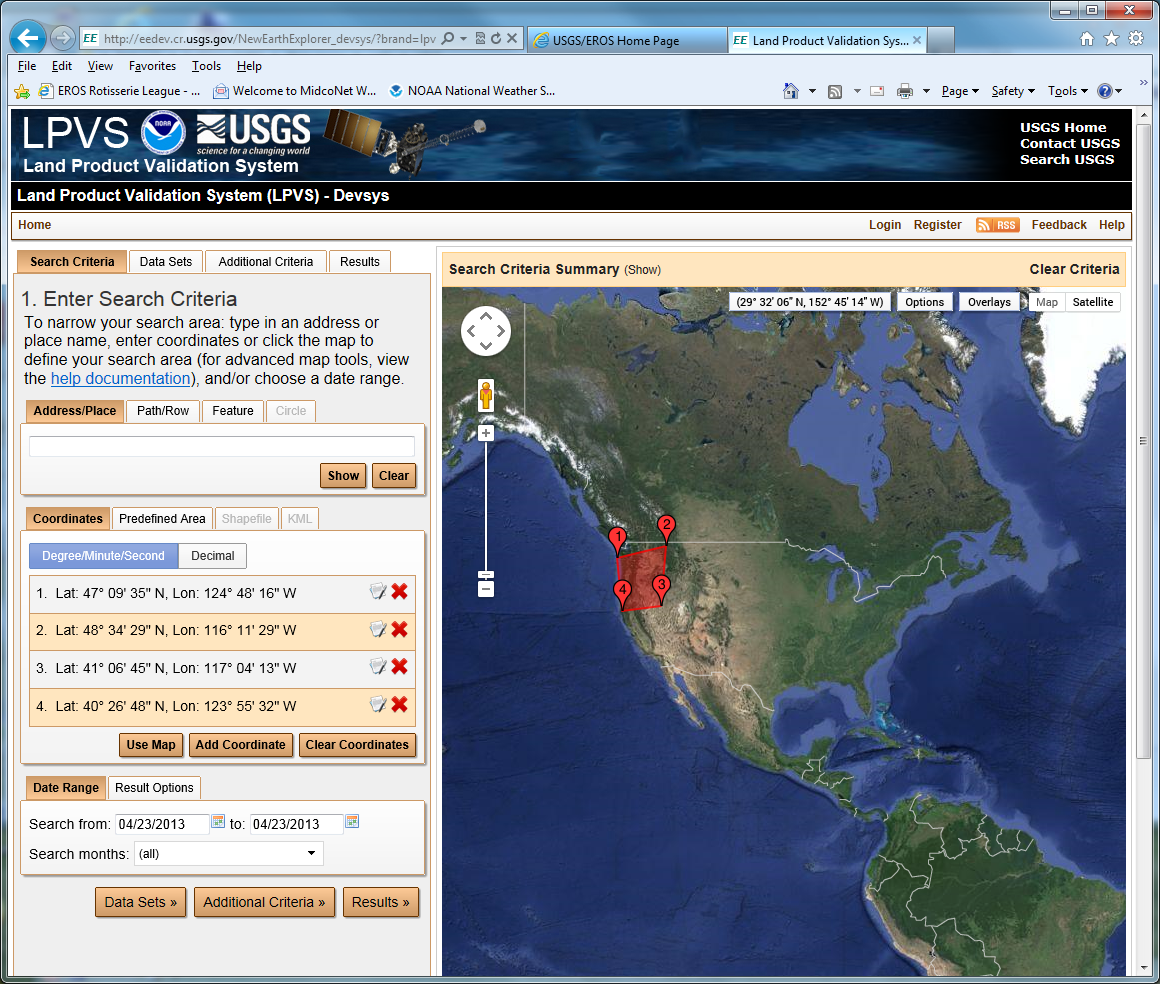 EE http://eedev.cr.usgs.gov/NewEarthExplorer_devsys/?brand=lpv
USGS/EROS Home Page
EE Land Product Validation Sys...
File Edit View Favorites Tools Help
EROS Rotisserie League - ... Welcome to MidcoNet W... NOAA National Weather S...
Page Safety Tools
LPVS NOAA USGS
science for a changing world
Land Product Validation System
USGS Home
Contact USGS
Search USGS
Land Product Validation System (LPVS) - Devsys
Home
Login Register RSS Feedback Help
Search Criteria Data Sets Additional Criteria Results
1. Enter Search Criteria
To narrow your search area: type in an address or
place name, enter coordinates or click the map to
define your search area (for advanced map tools, view
the help documentation), and/or choose a date range.
Address/Place Path/Row Feature Circle
Show Clear
Coordinates Predefined Area Shapefile KML
Degree/Minute/Second Decimal
1. Lat: 47° 09' 35" N, Lon: 124° 48' 16" W
2. Lat: 48° 34' 29" N, Lon: 116° 11' 29" W
3. Lat: 41° 06' 45" N, Lon: 117° 04' 13" W
4. Lat: 40° 26' 48" N, Lon: 123° 55' 32" W
Use Map Add Coordinate Clear Coordinates
Date Range Result Options
Search from: 04/23/2013 to: 04/23/2013
Search months: (all)
Data Sets » Additional Criteria » Results »
Search Criteria Summary (Show) Clear Criteria
(29° 32' 06" N, 152° 45' 14" W) Options Overlays Map Satellite
1
2
3
4